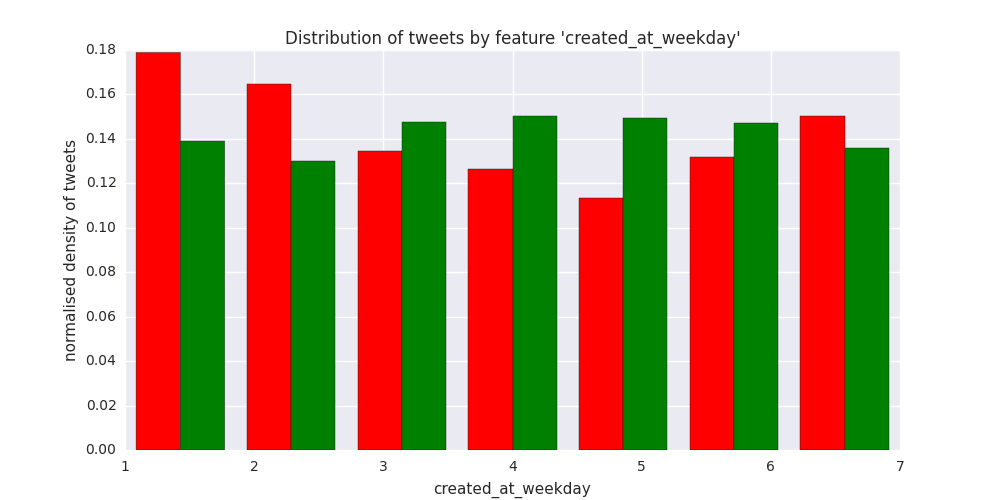 Distribution of tweets by feature 'created_at_weekday'
0.18
0.16
0.14
0.12
0.10
0.08
0.06
0.04
0.02
0.00
normalised density of tweets
1 2 3 4 5 6 7
created_at_weekday